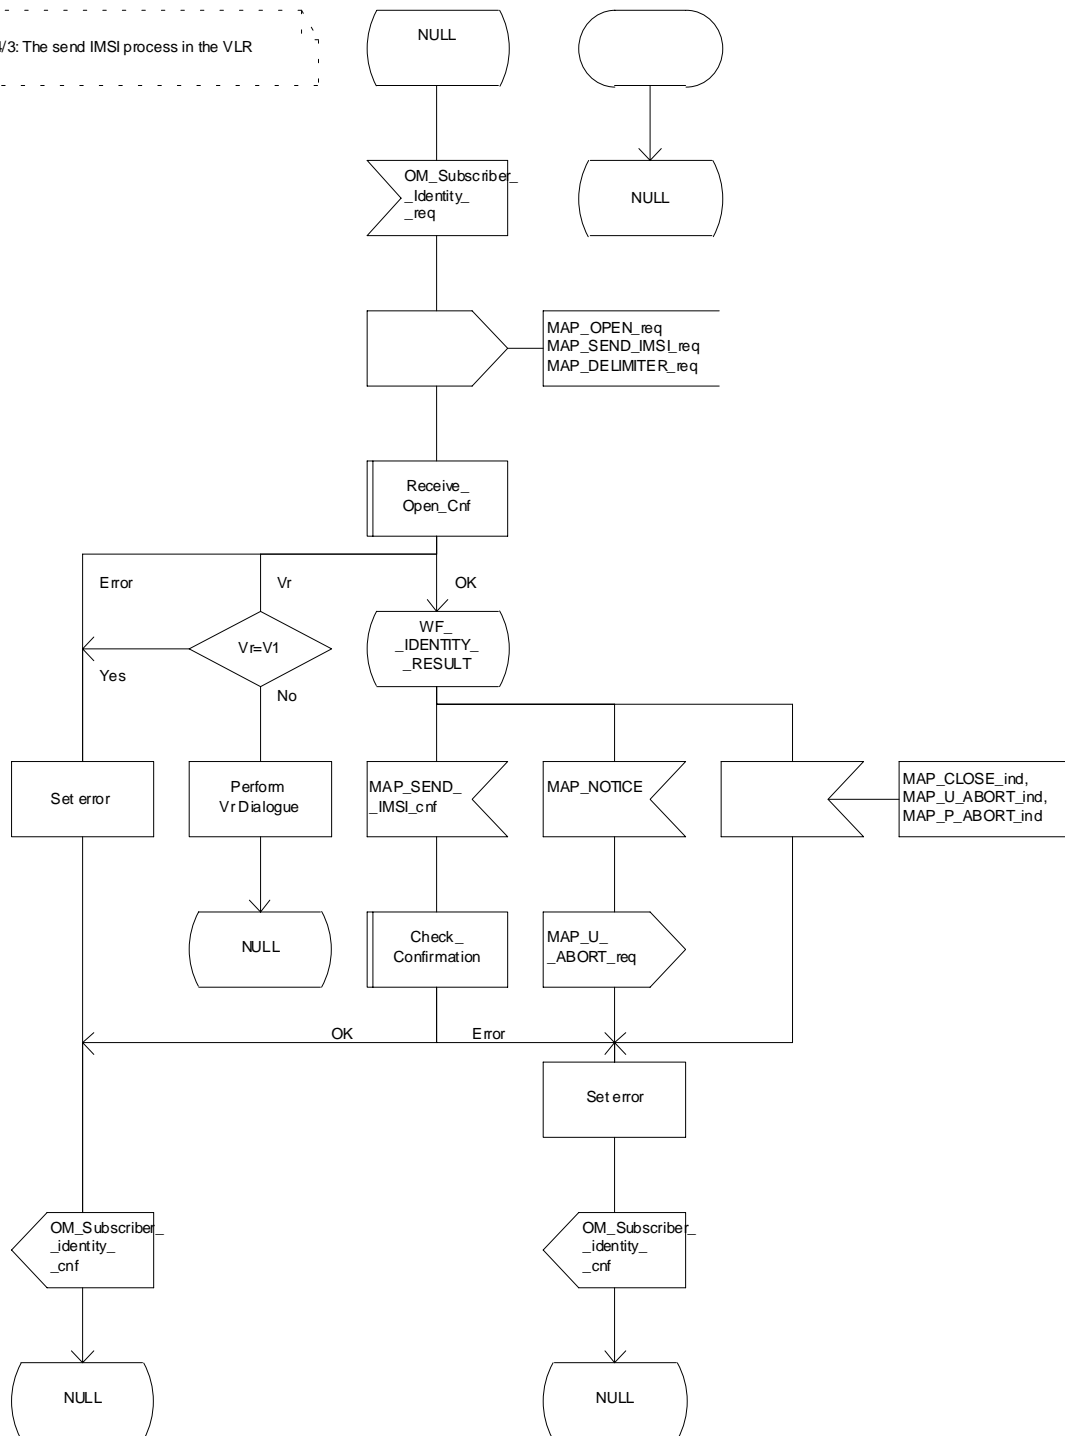 4/3: The send IMSI process in the VLR
NULL
OM_Subscriber_
_Identity_
_req
NULL
MAP_OPEN_req
MAP_SEND_IMSI_req
MAP_DELIMITER_req
Receive_
Open_Cnf
Error
Vr
OK
Vr=V1
WF_
_IDENTITY_
_RESULT
Yes
No
Set error
Perform
Vr Dialogue
MAP_SEND_
_IMSI_cnf
MAP_NOTICE
MAP_CLOSE_ind,
MAP_U_ABORT_ind,
MAP_P_ABORT_ind
NULL
Check_
Confirmation
MAP_U_
_ABORT_req
OK
Error
Set error
OM_Subscriber_
_identity_
_cnf
OM_Subscriber_
_identity_
_cnf
NULL
NULL